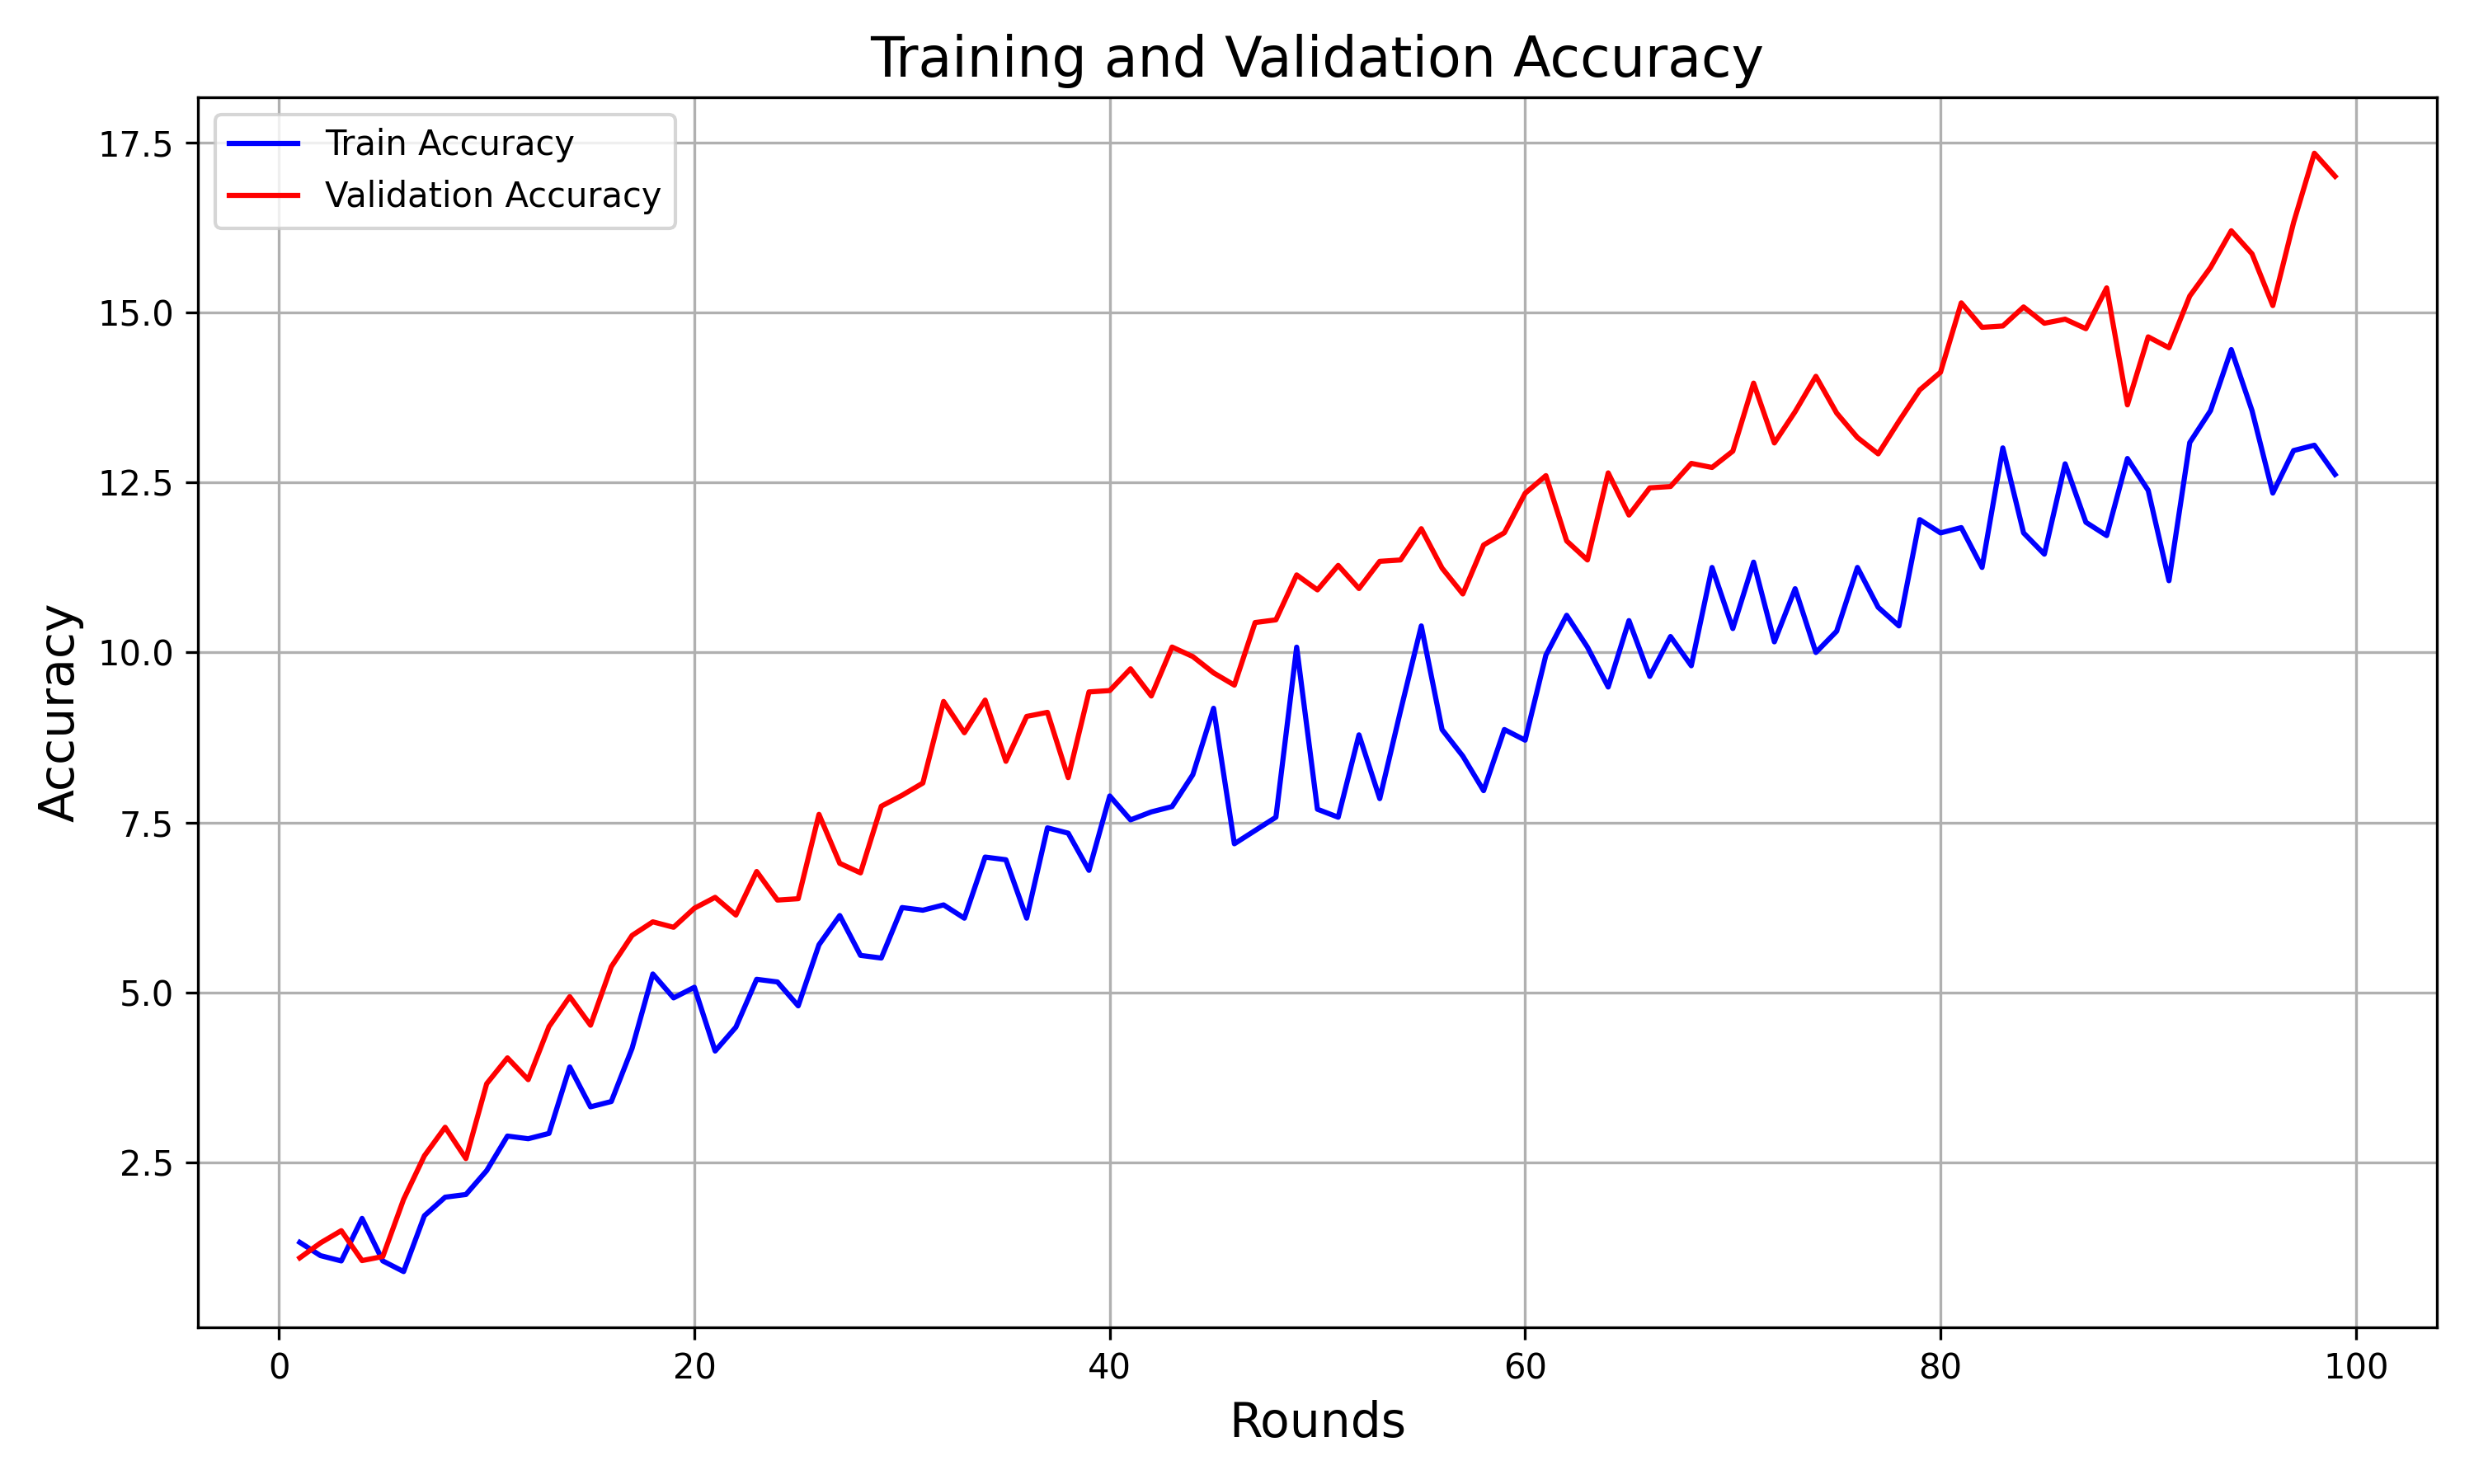 Training and Validation Accuracy
Train Accuracy
Validation Accuracy
17.5
15.0
12.5
10.0
7.5
5.0
2.5
Accuracy
0 20 40 60 80 100
Rounds